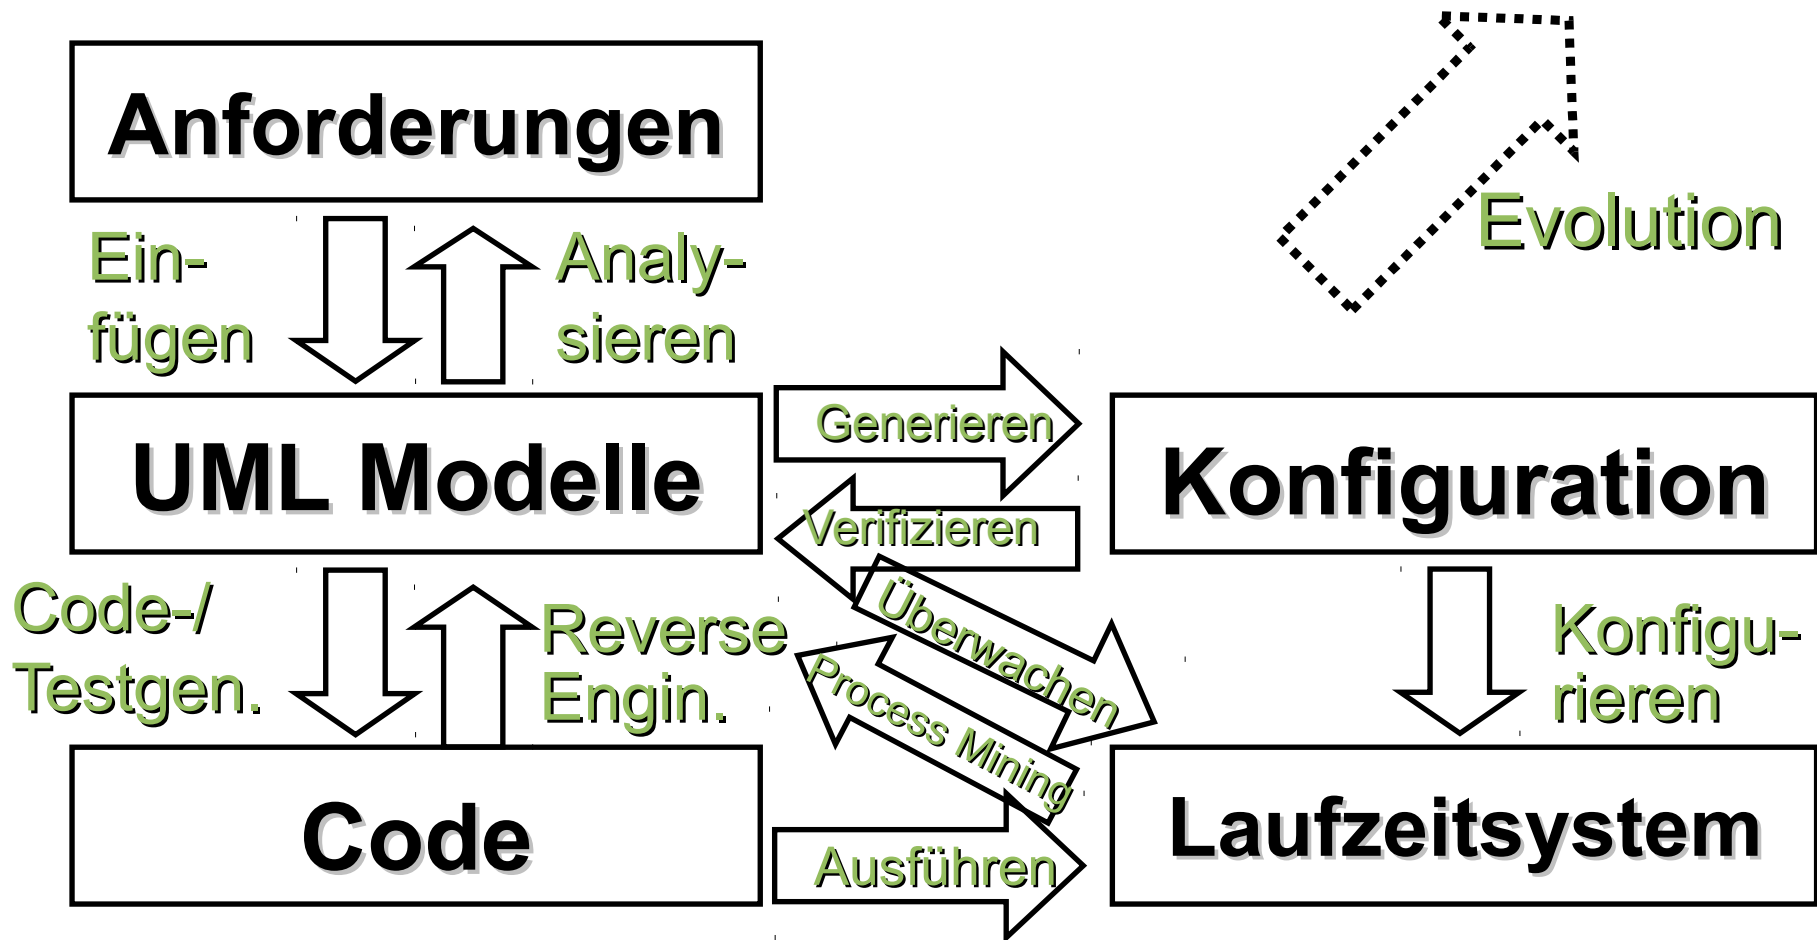 Anforderungen
Evolution
Ein-
fügen
Analy-
sieren
Generieren
UML Modelle
Konfiguration
Verifizieren
Code-/
Testgen.
Reverse
Engin.
Überwachen
Process Mining
Konfigu-
rieren
Code
Ausführen
Laufzeitsystem